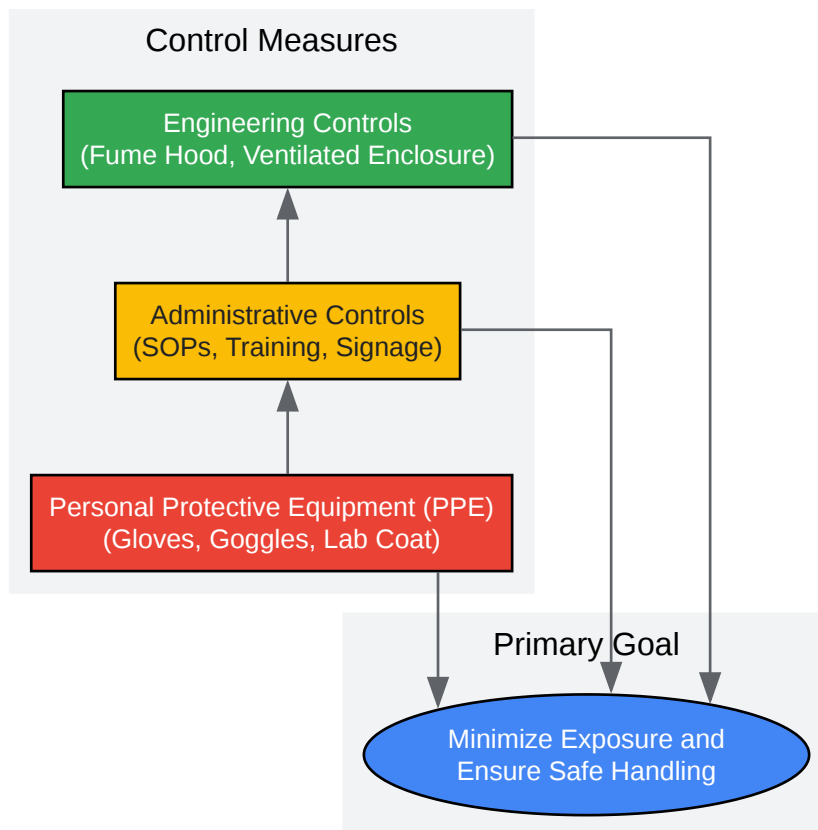 Control Measures
Engineering Controls
(Fume Hood, Ventilated Enclosure)
Administrative Controls
(SOPs, Training, Signage)
Personal Protective Equipment (PPE)
(Gloves, Goggles, Lab Coat)
Primary Goal
Minimize Exposure and
Ensure Safe Handling